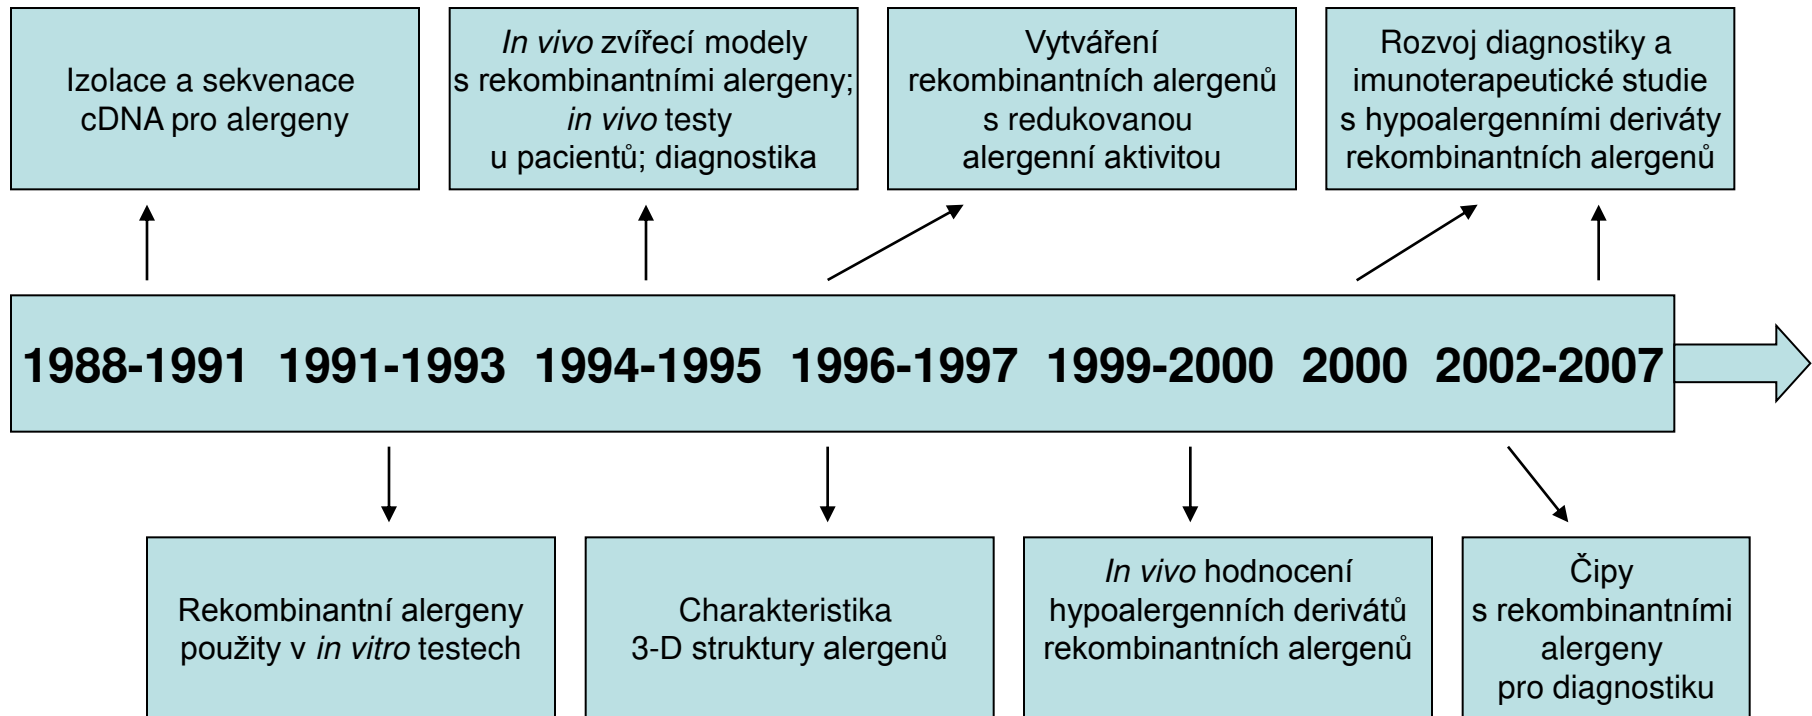 Izolace a sekvenace
cDNA pro alergeny
In vivo zvířecí modely
s rekombinantními alergeny;
in vivo testy
u pacientů; diagnostika
Vytváření
rekombinantních alergenů
s redukovanou
alergenní aktivitou
Rozvoj diagnostiky a
imunoterapeutické studie
s hypoalergenními deriváty
rekombinantních alergenů
1988-1991 1991-1993 1994-1995 1996-1997 1999-2000 2000 2002-2007
Rekombinantní alergeny
použity v in vitro testech
Charakteristika
3-D struktury alergenů
In vivo hodnocení
hypoalergenních derivátů
rekombinantních alergenů
Čipy
s rekombinantními
alergeny
pro diagnostiku